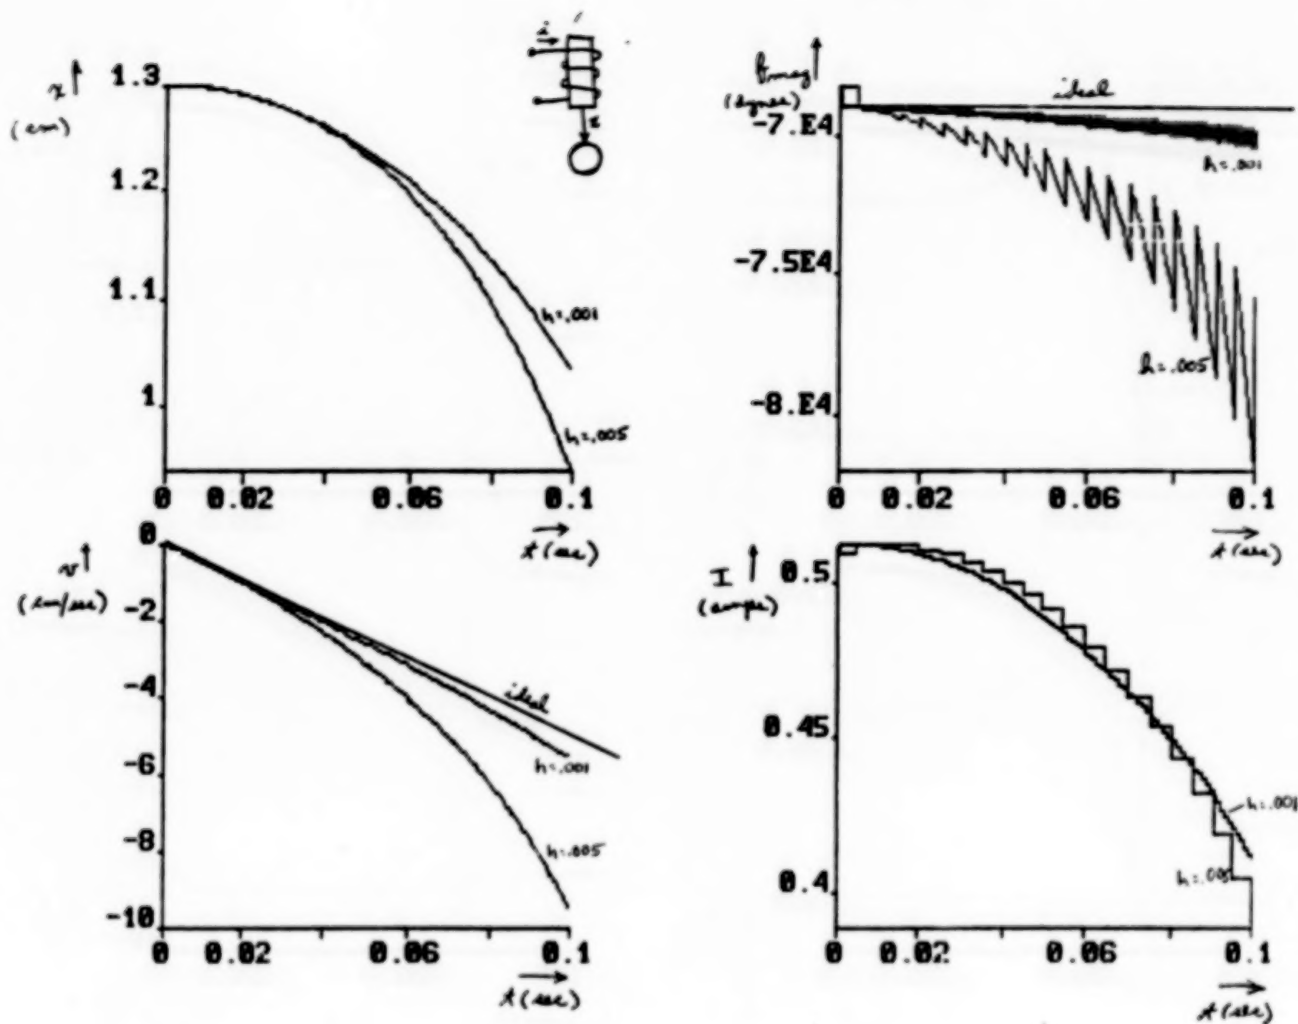 i
x
x
(cm)
1.3
1.2
1.1
1
h=.001
h=.005
0 0.02 0.06 0.1
t (sec)
fmag
(dynes)
-7.E4
-7.5E4
-8.E4
ideal
h=.001
h=.005
0 0.02 0.06 0.1
t (sec)
v
(cm/sec)
0
-2
-4
-6
-8
-10
ideal
h=.001
h=.005
0 0.02 0.06 0.1
t (sec)
I
(amps)
0.5
0.45
0.4
h=.001
h=.005
0 0.02 0.06 0.1
t (sec)